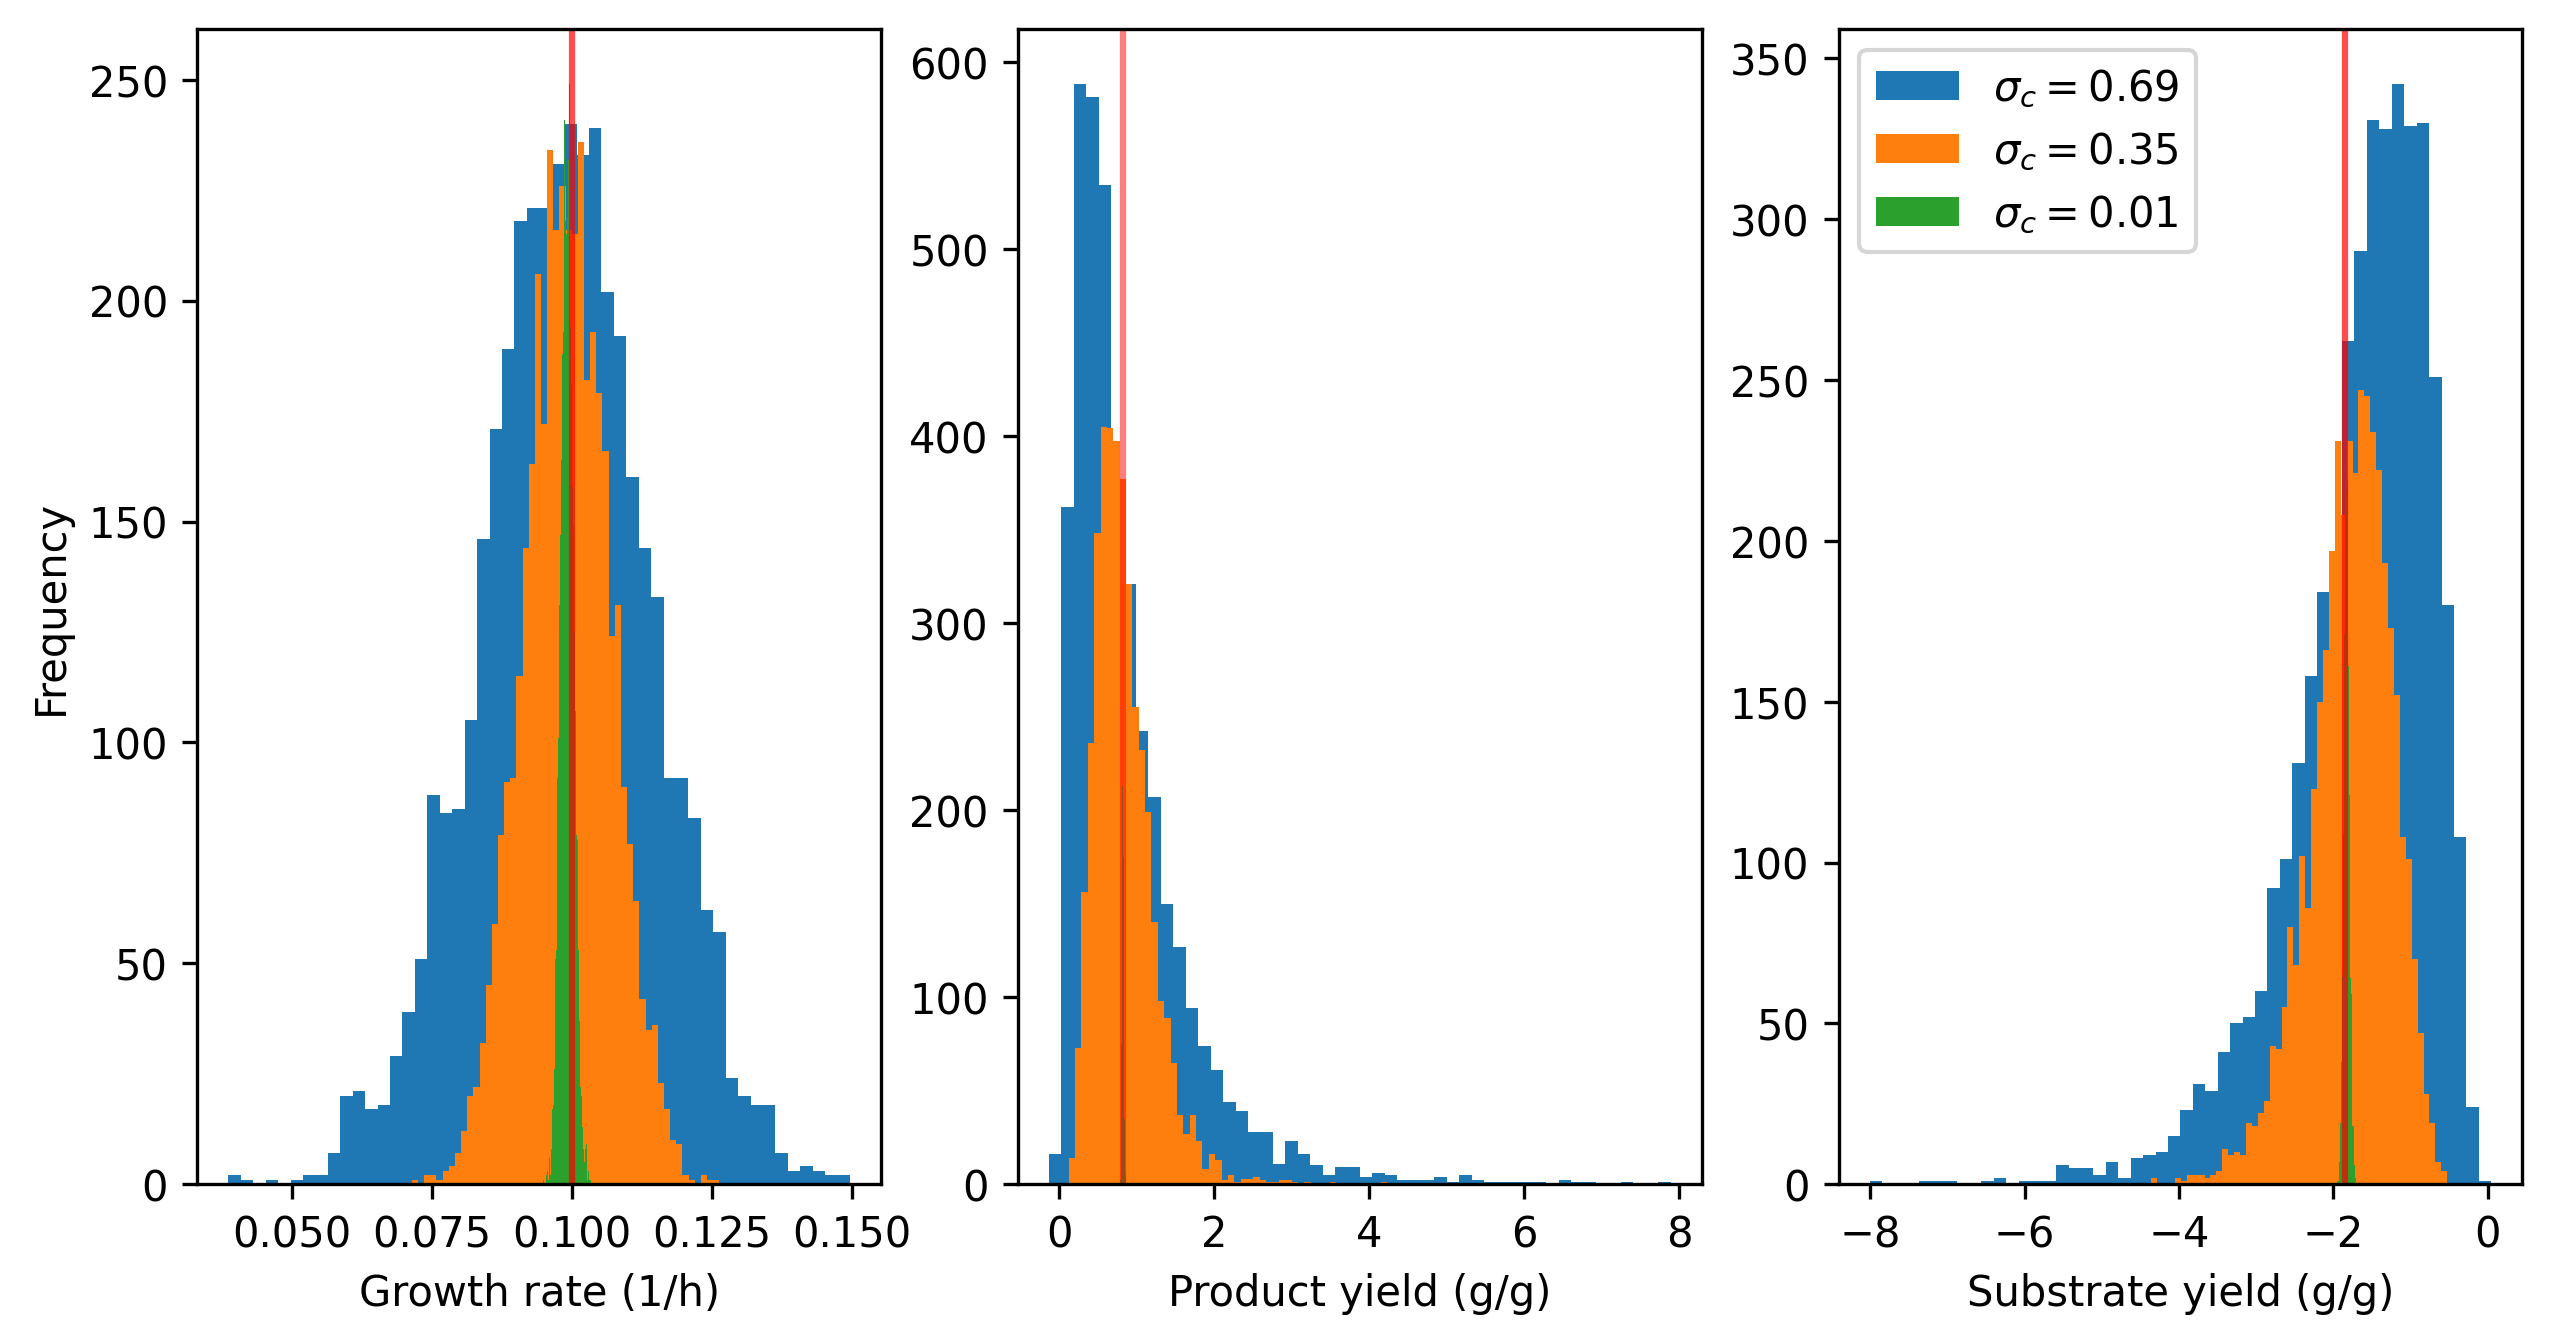 Frequency
250
200
150
100
50
0
0.050 0.075 0.100 0.125 0.150
Growth rate (1/h)
600
500
400
300
200
100
0
0 2 4 6 8
Product yield (g/g)
350
300
250
200
150
100
50
0
σc = 0.69
σc = 0.35
σc = 0.01
−8 −6 −4 −2 0
Substrate yield (g/g)